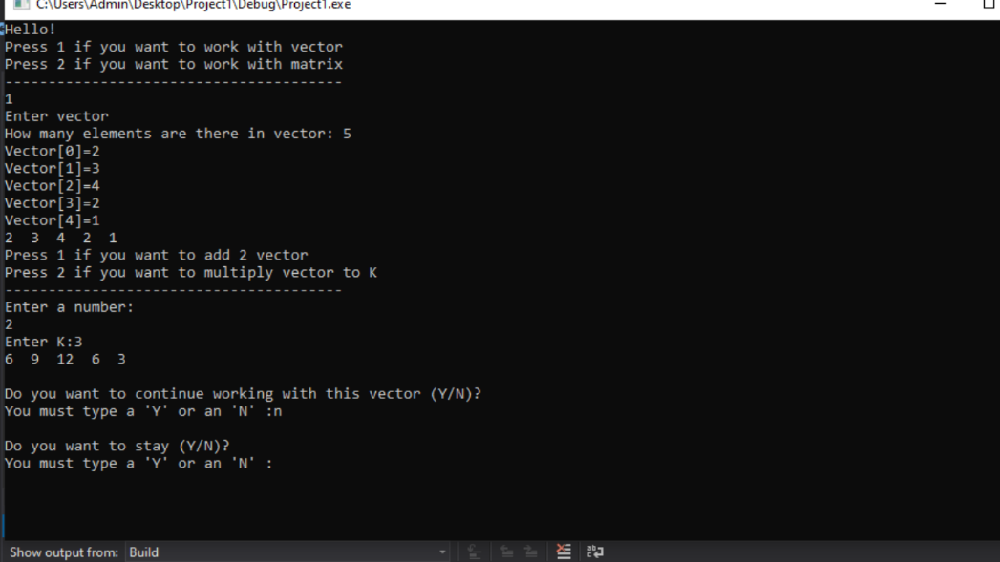 C:\Users\Admin\Desktop\Project1\Debug\Project1.exe
Hello!
Press 1 if you want to work with vector
Press 2 if you want to work with matrix
---------------------------------------
1
Enter vector
How many elements are there in vector: 5
Vector[0]=2
Vector[1]=3
Vector[2]=4
Vector[3]=2
Vector[4]=1
2  3  4  2  1
Press 1 if you want to add 2 vector
Press 2 if you want to multiply vector to K
---------------------------------------
Enter a number:
2
Enter K:3
6  9  12  6  3
Do you want to continue working with this vector (Y/N)?
You must type a 'Y' or an 'N' :n
Do you want to stay (Y/N)?
You must type a 'Y' or an 'N' :
Show output from: Build